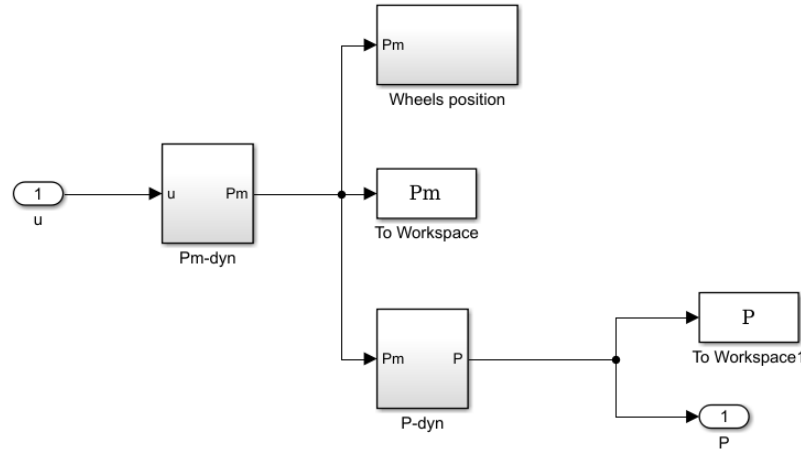 Pm
Wheels position
1
u
u
Pm
Pm-dyn
Pm
To Workspace
Pm
P
P-dyn
P
To Workspace1
1
P